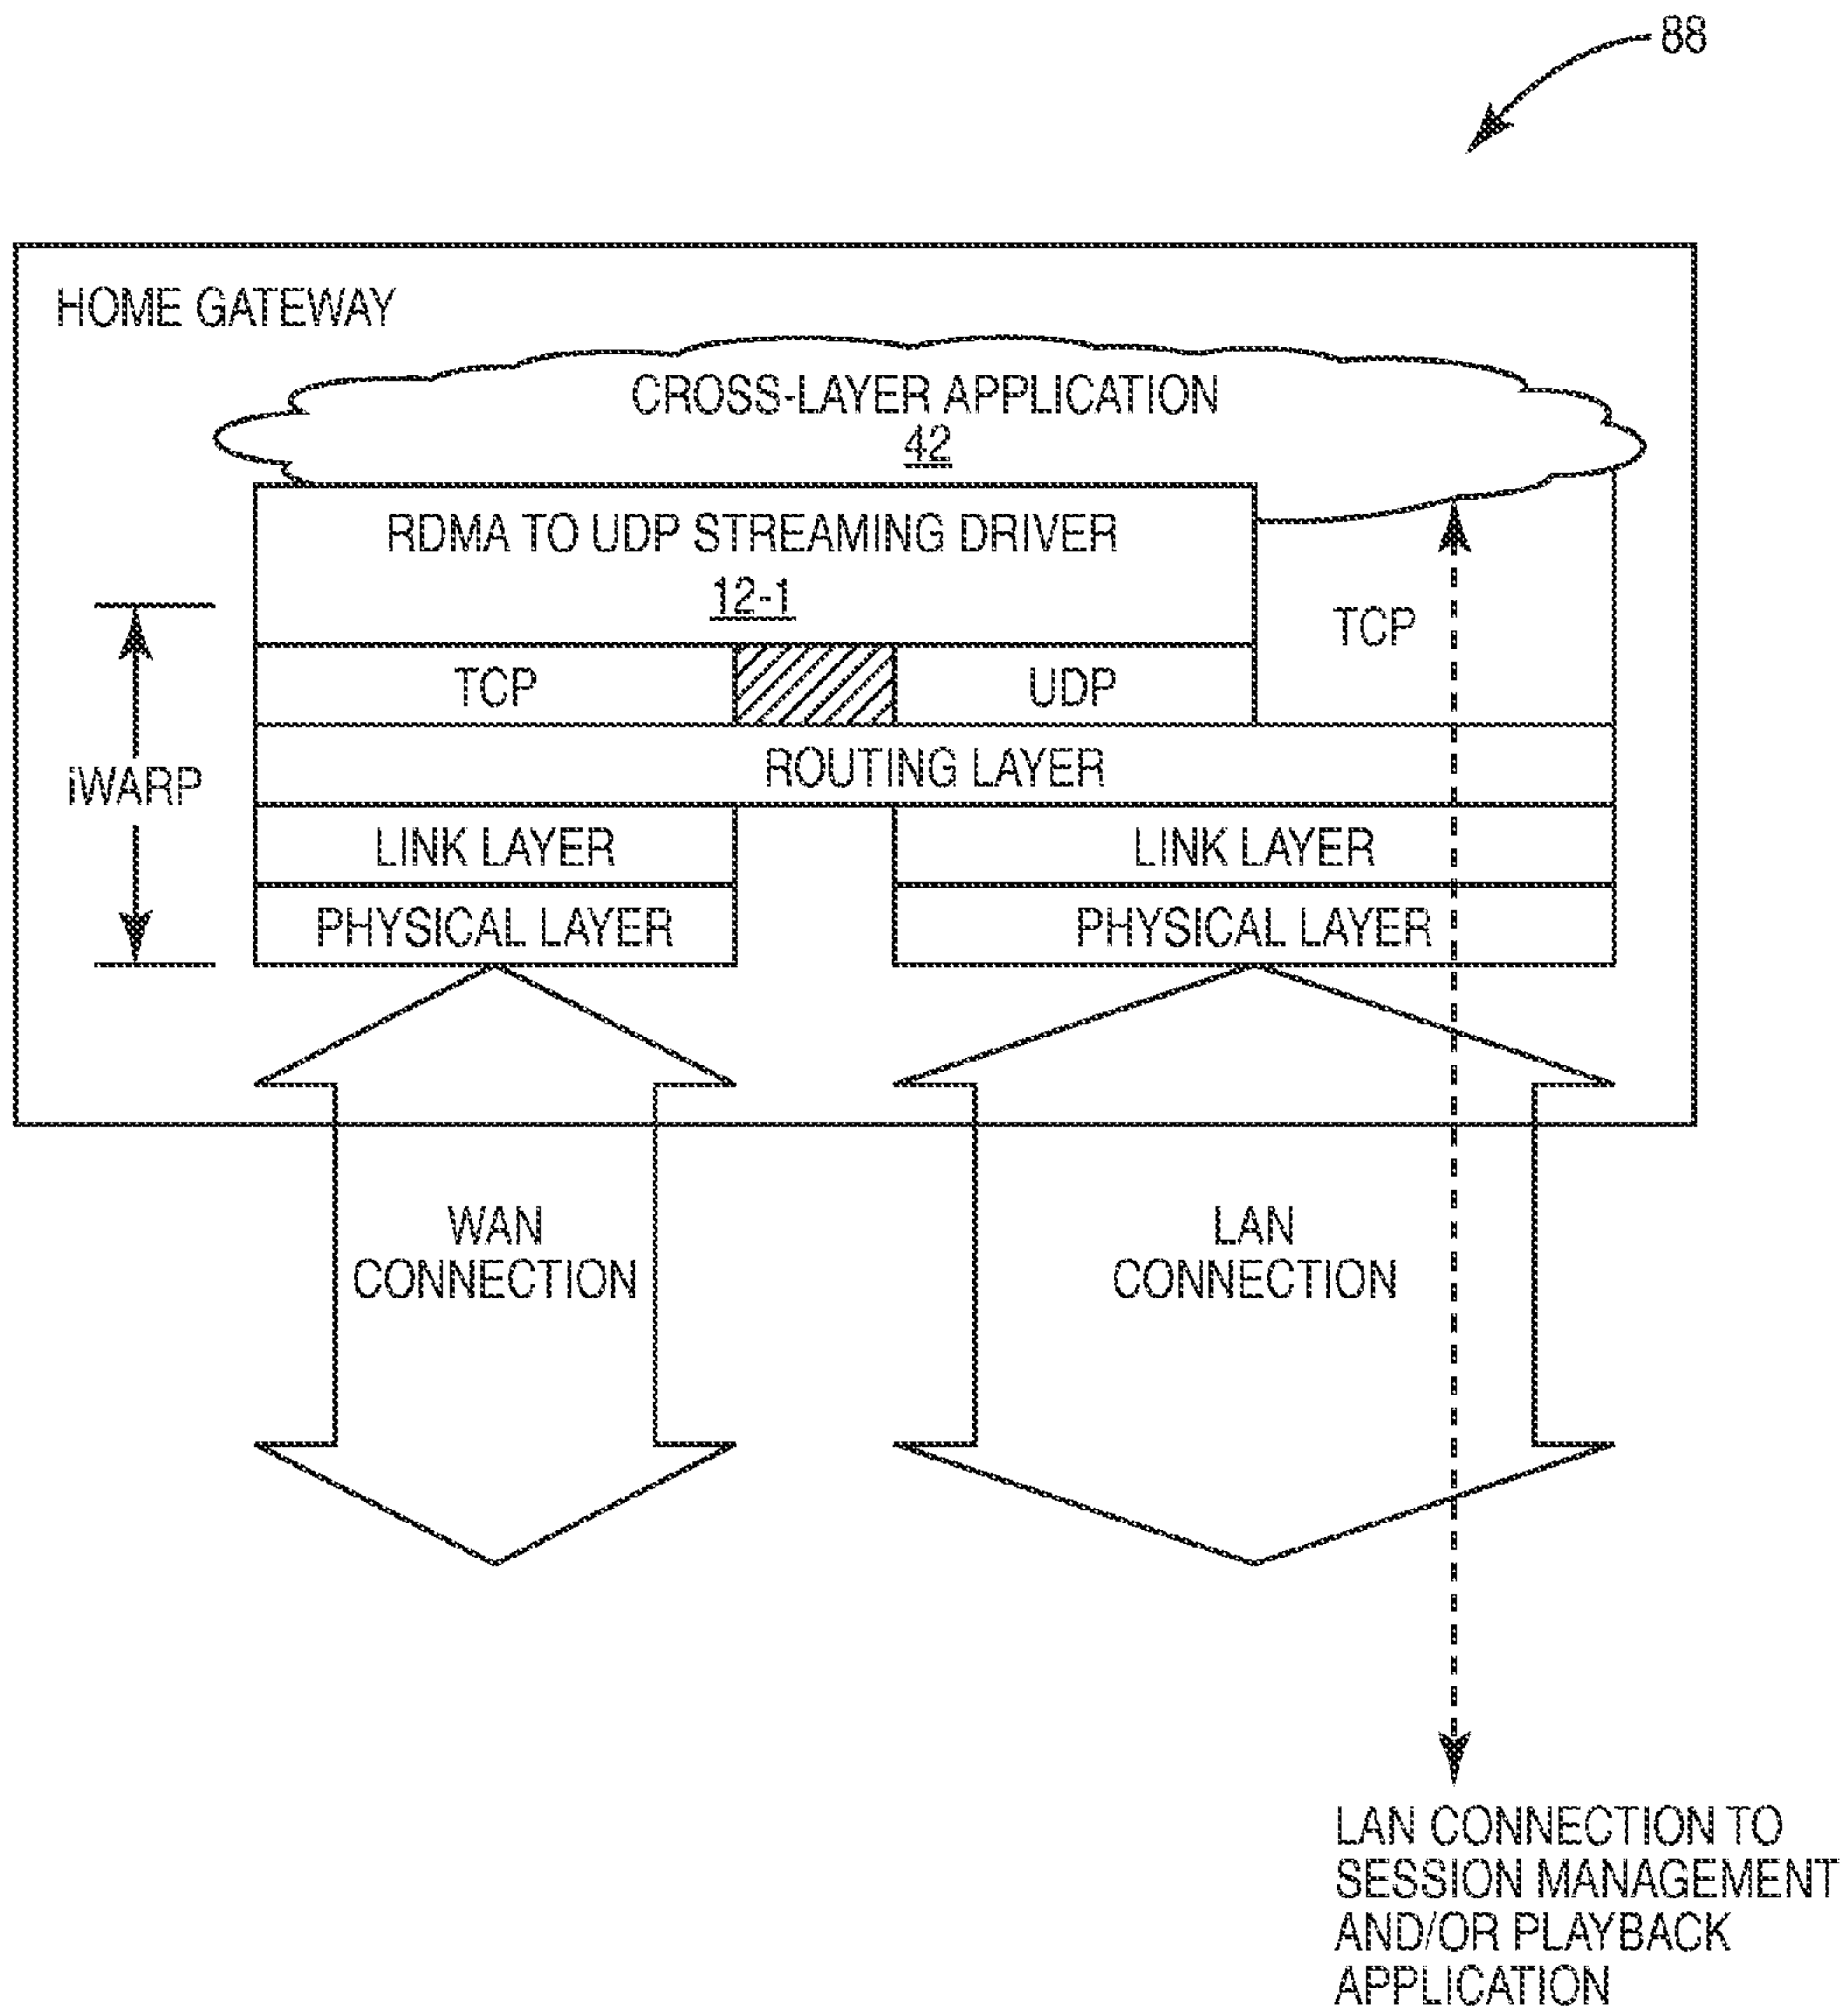 88
HOME GATEWAY
CROSS-LAYER APPLICATION
42
RDMA TO UDP STREAMING DRIVER
12-1
TCP
TCP
UDP
ROUTING LAYER
iWARP
LINK LAYER
LINK LAYER
PHYSICAL LAYER
PHYSICAL LAYER
WAN
CONNECTION
LAN
CONNECTION
LAN CONNECTION TO
SESSION MANAGEMENT
AND/OR PLAYBACK
APPLICATION